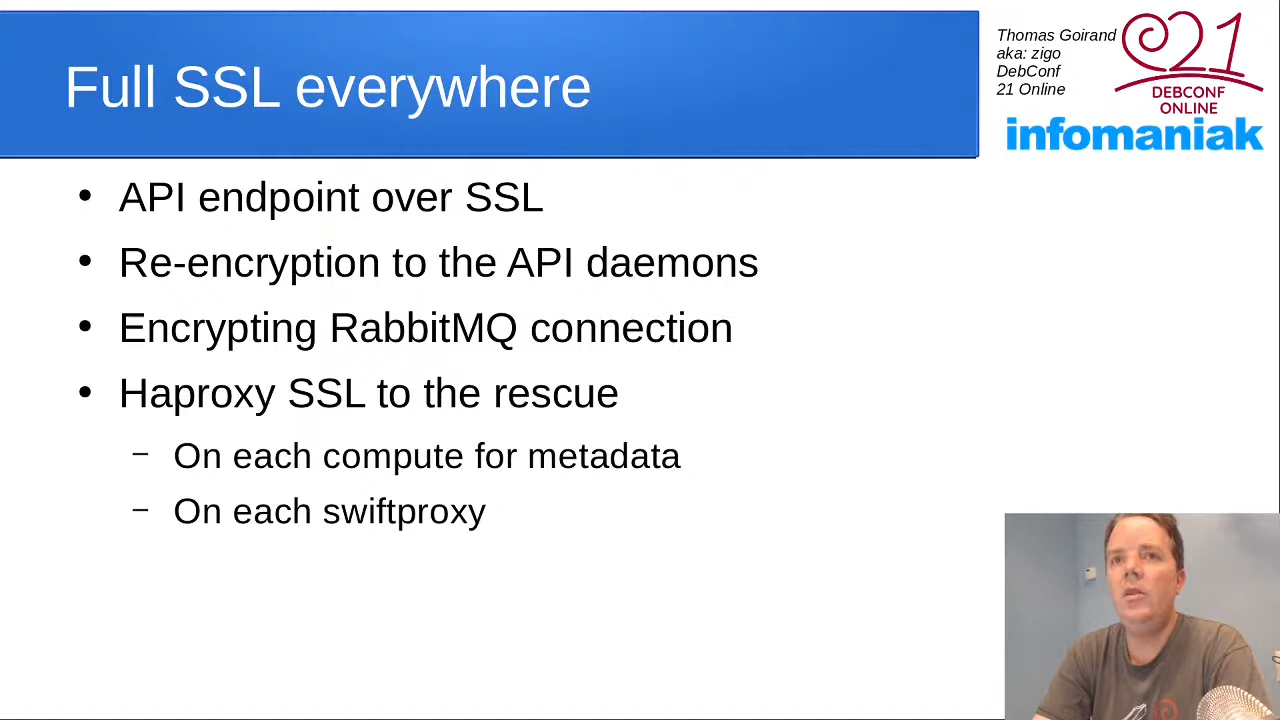 Full SSL everywhere
Thomas Goirand
aka: zigo
DebConf
21 Online
21
DEBCONF
ONLINE
infomaniak
• API endpoint over SSL
• Re-encryption to the API daemons
• Encrypting RabbitMQ connection
• Haproxy SSL to the rescue
– On each compute for metadata
– On each swiftproxy